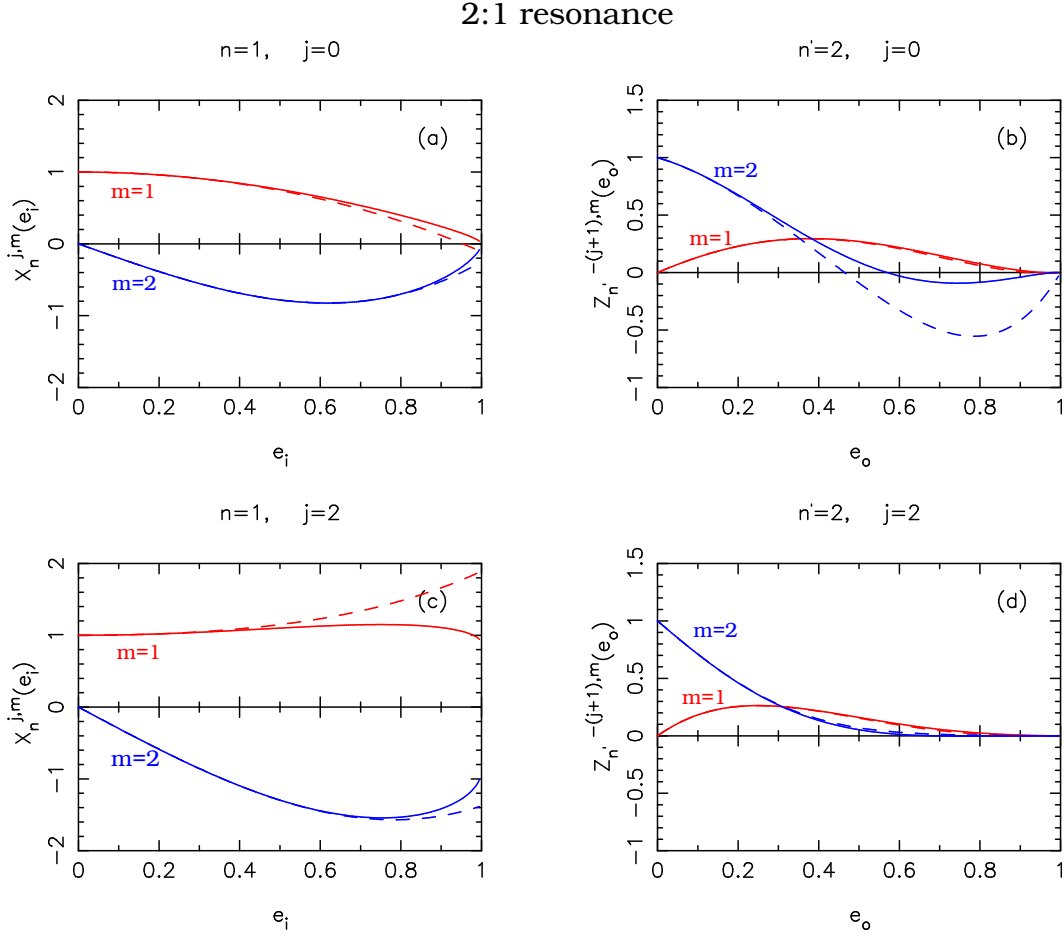 2:1 resonance
n=1, j=0
X_n^{j,m}(e_i)
2
1
0
−1
−2
(a)
m=1
m=2
0 0.2 0.4 0.6 0.8 1
e_i
n'=2, j=0
Z_{n'}^{-(j+1),m}(e_o)
1.5
1
0.5
0
−0.5
−1
(b)
m=2
m=1
0 0.2 0.4 0.6 0.8 1
e_o
n=1, j=2
X_n^{j,m}(e_i)
2
1
0
−1
−2
(c)
m=1
m=2
0 0.2 0.4 0.6 0.8 1
e_i
n'=2, j=2
Z_{n'}^{-(j+1),m}(e_o)
1.5
1
0.5
0
−0.5
−1
(d)
m=2
m=1
0 0.2 0.4 0.6 0.8 1
e_o